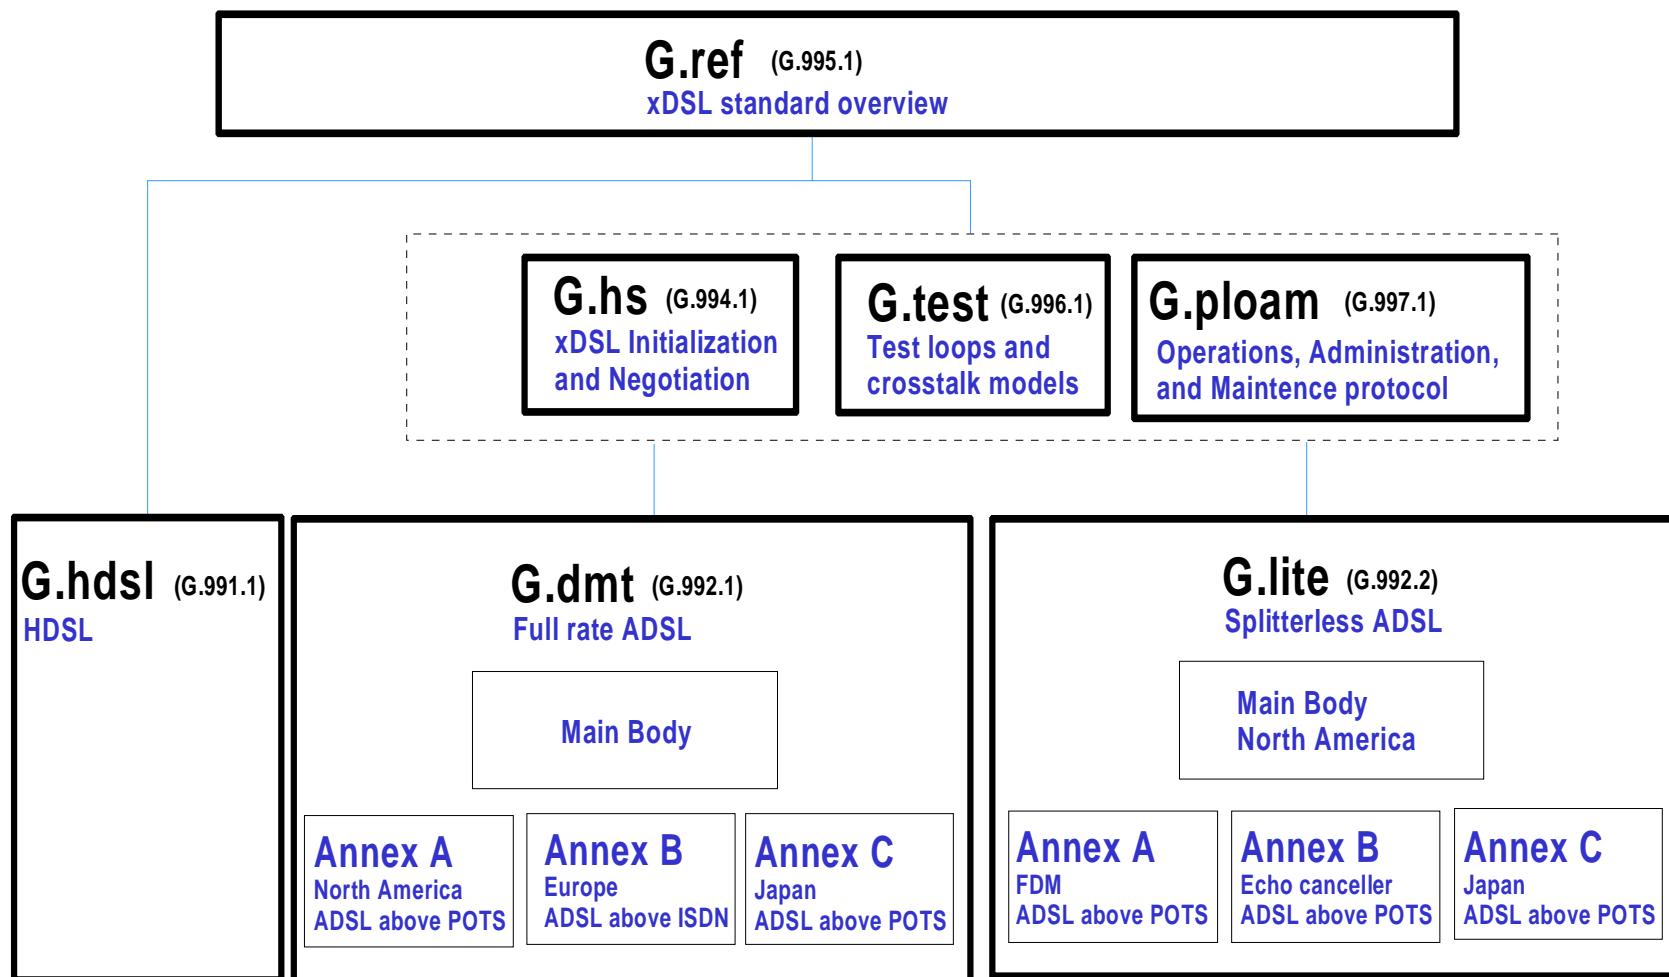 G.ref (G.995.1)
xDSL standard overview
G.hs (G.994.1)
xDSL Initialization
and Negotiation
G.test (G.996.1)
Test loops and
crosstalk models
G.ploam (G.997.1)
Operations, Administration,
and Maintence protocol
G.hdsl (G.991.1)
HDSL
G.dmt (G.992.1)
Full rate ADSL
Main Body
Annex A
North America
ADSL above POTS
Annex B
Europe
ADSL above ISDN
Annex C
Japan
ADSL above POTS
G.lite (G.992.2)
Splitterless ADSL
Main Body
North America
Annex A
FDM
ADSL above POTS
Annex B
Echo canceller
ADSL above POTS
Annex C
Japan
ADSL above POTS